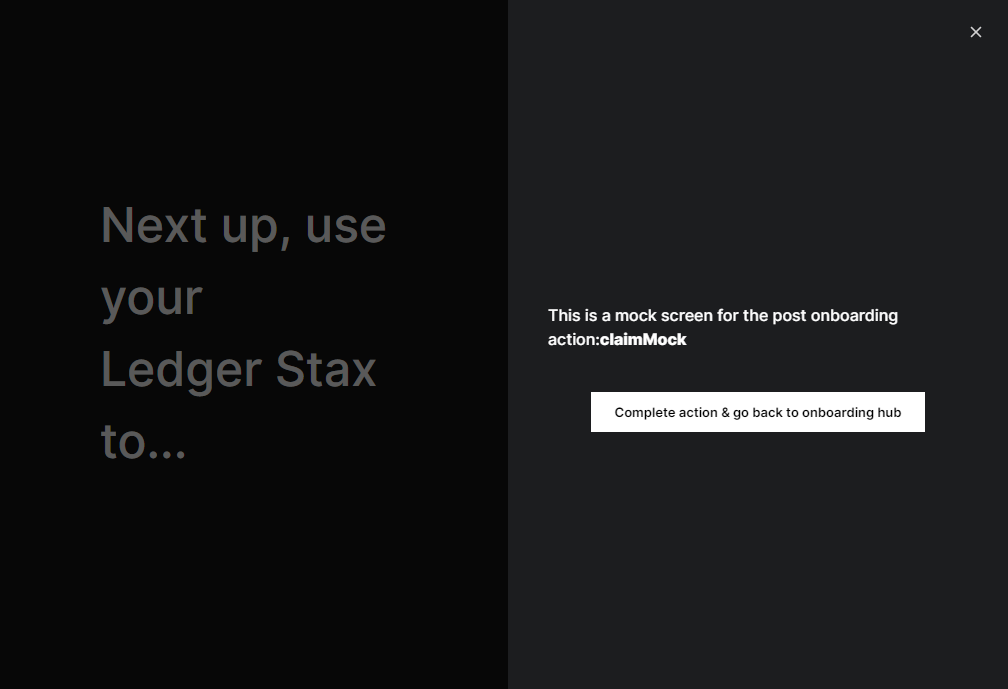 Next up, use
your
Ledger Stax
to...
This is a mock screen for the post onboarding
action:claimMock
Complete action & go back to onboarding hub